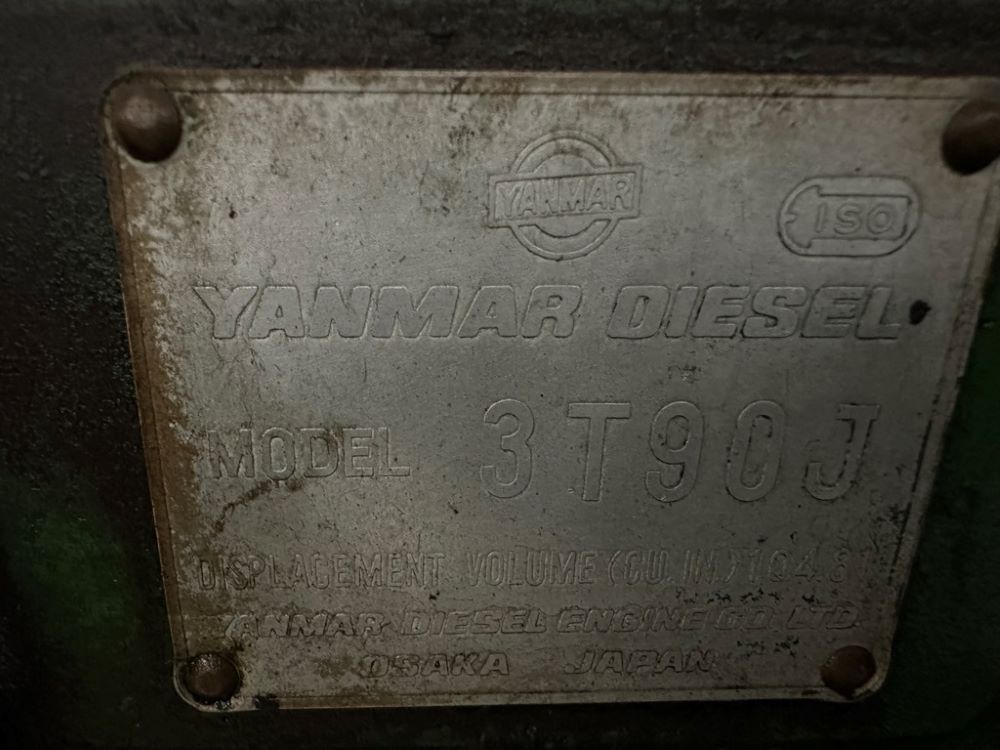 YANMAR
ISO
YANMAR DIESEL
MODEL 3T90J
DISPLACEMENT VOLUME (CU. IN.) 104.8
YANMAR DIESEL ENGINE CO. LTD.
OSAKA JAPAN